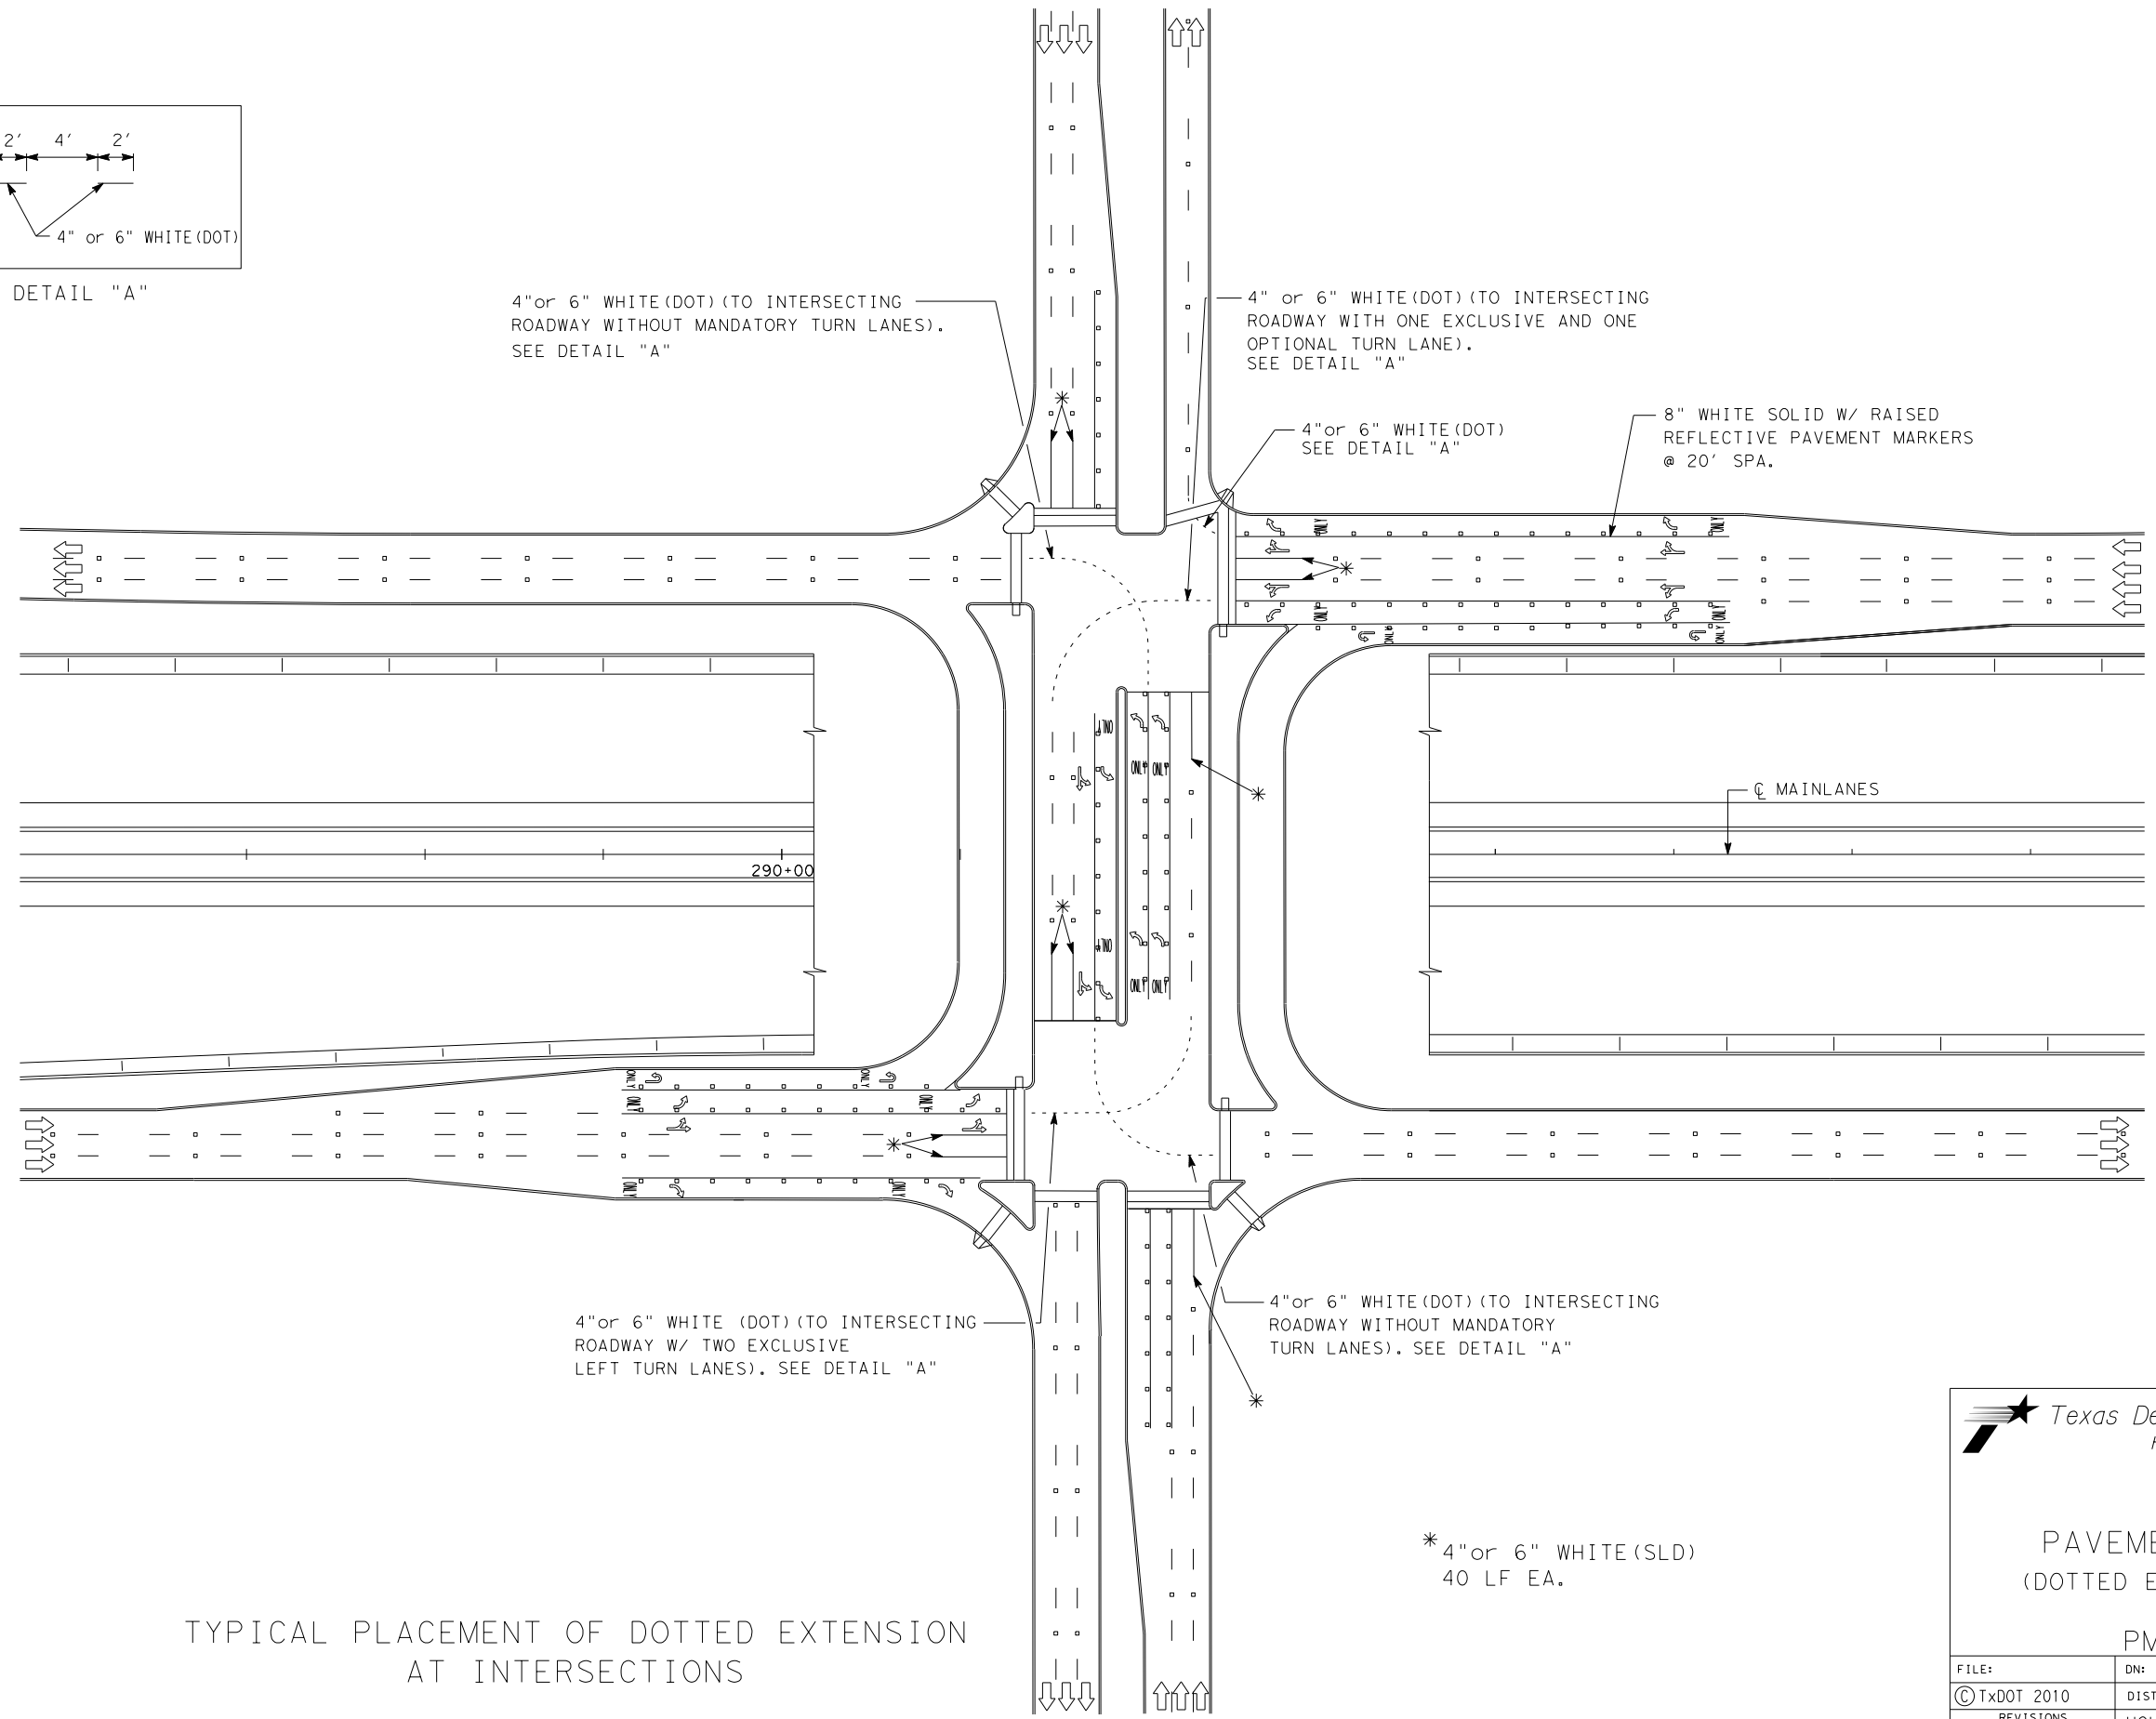 2' 4' 2'
4" or 6" WHITE(DOT)
DETAIL "A"
4"or 6" WHITE(DOT)(TO INTERSECTING
ROADWAY WITHOUT MANDATORY TURN LANES).
SEE DETAIL "A"
4" or 6" WHITE(DOT)(TO INTERSECTING
ROADWAY WITH ONE EXCLUSIVE AND ONE
OPTIONAL TURN LANE).
SEE DETAIL "A"
4"or 6" WHITE(DOT)
SEE DETAIL "A"
8" WHITE SOLID W/ RAISED
REFLECTIVE PAVEMENT MARKERS
@ 20' SPA.
ONLY ONLY
ONLY ONLY
ONLY ONLY
ONLY
ONLY ONLY
℄ MAINLANES
290+00
ONLY
ONLY ONLY
ONLY ONLY
ONLY ONLY
ONLY ONLY
4"or 6" WHITE (DOT)(TO INTERSECTING
ROADWAY W/ TWO EXCLUSIVE
LEFT TURN LANES). SEE DETAIL "A"
4"or 6" WHITE(DOT)(TO INTERSECTING
ROADWAY WITHOUT MANDATORY
TURN LANES). SEE DETAIL "A"
*4"or 6" WHITE(SLD)
40 LF EA.
TYPICAL PLACEMENT OF DOTTED EXTENSION
AT INTERSECTIONS
Texas De
PAVEME
(DOTTED E
PM
FILE: DN:
© TxDOT 2010 DIST
REVISIONS